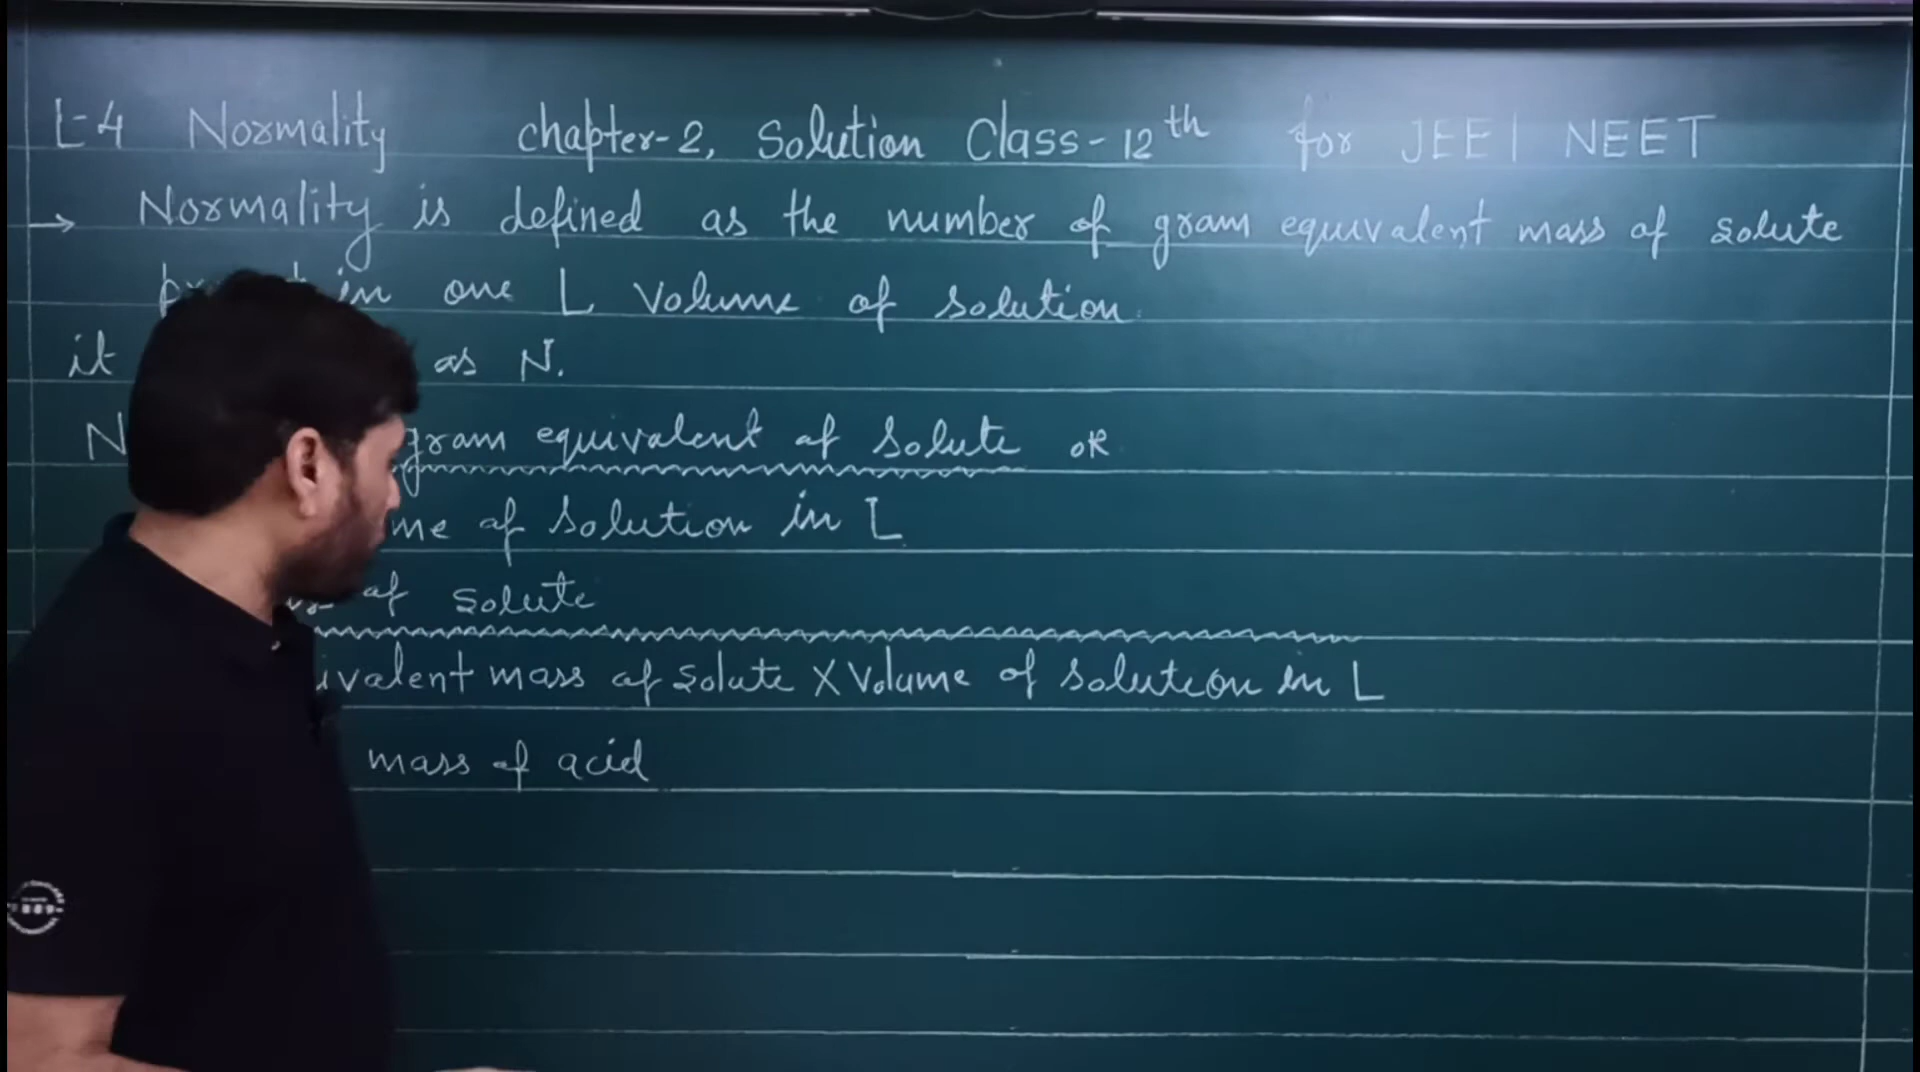 L-4 Normality chapter-2, Solution Class-12th for JEE| NEET
→ Normality is defined as the number of gram equivalent mass of solute
in one L Volume of solution.
it as N.
N gram equivalent of solute OR
of solution in L
of solute
mass of solute X Volume of solution in L
mass of acid